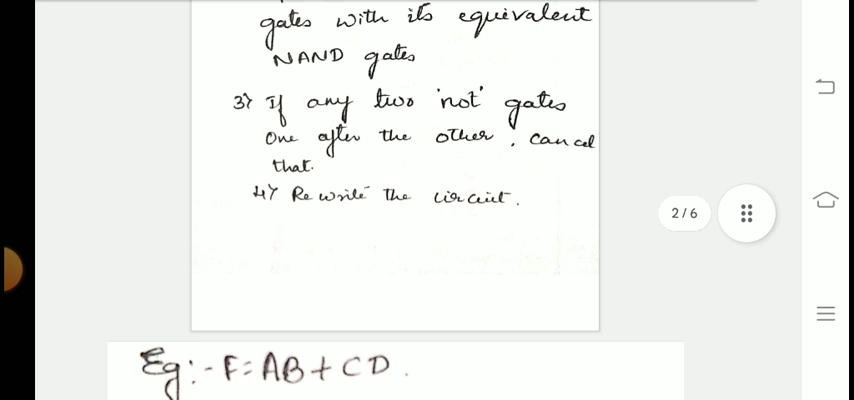 gates with its equivalent
NAND gates
3) If any two 'not' gates
One after the other, cancel
that.
4) Rewrite the circuit.
2/6
Eg:- F=AB+CD.